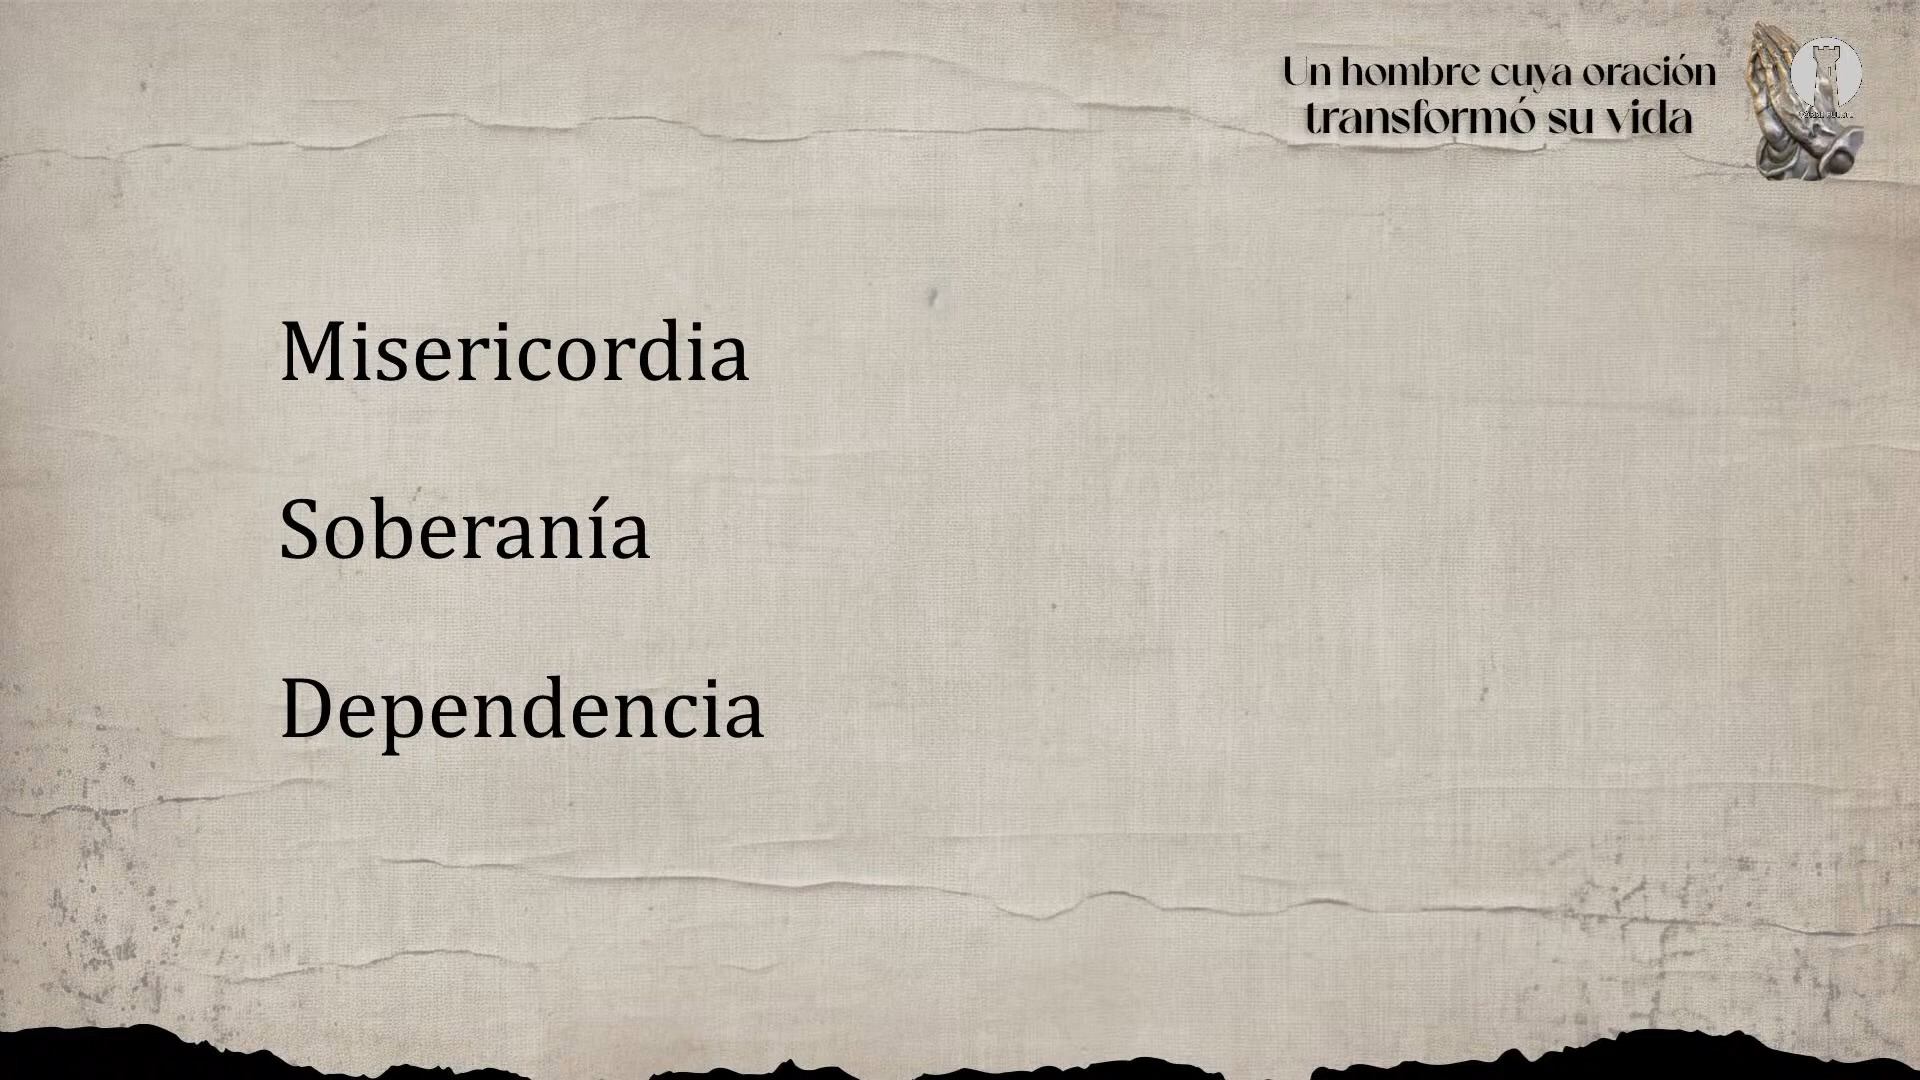 Un hombre cuya oración
transformó su vida
Misericordia
Soberanía
Dependencia